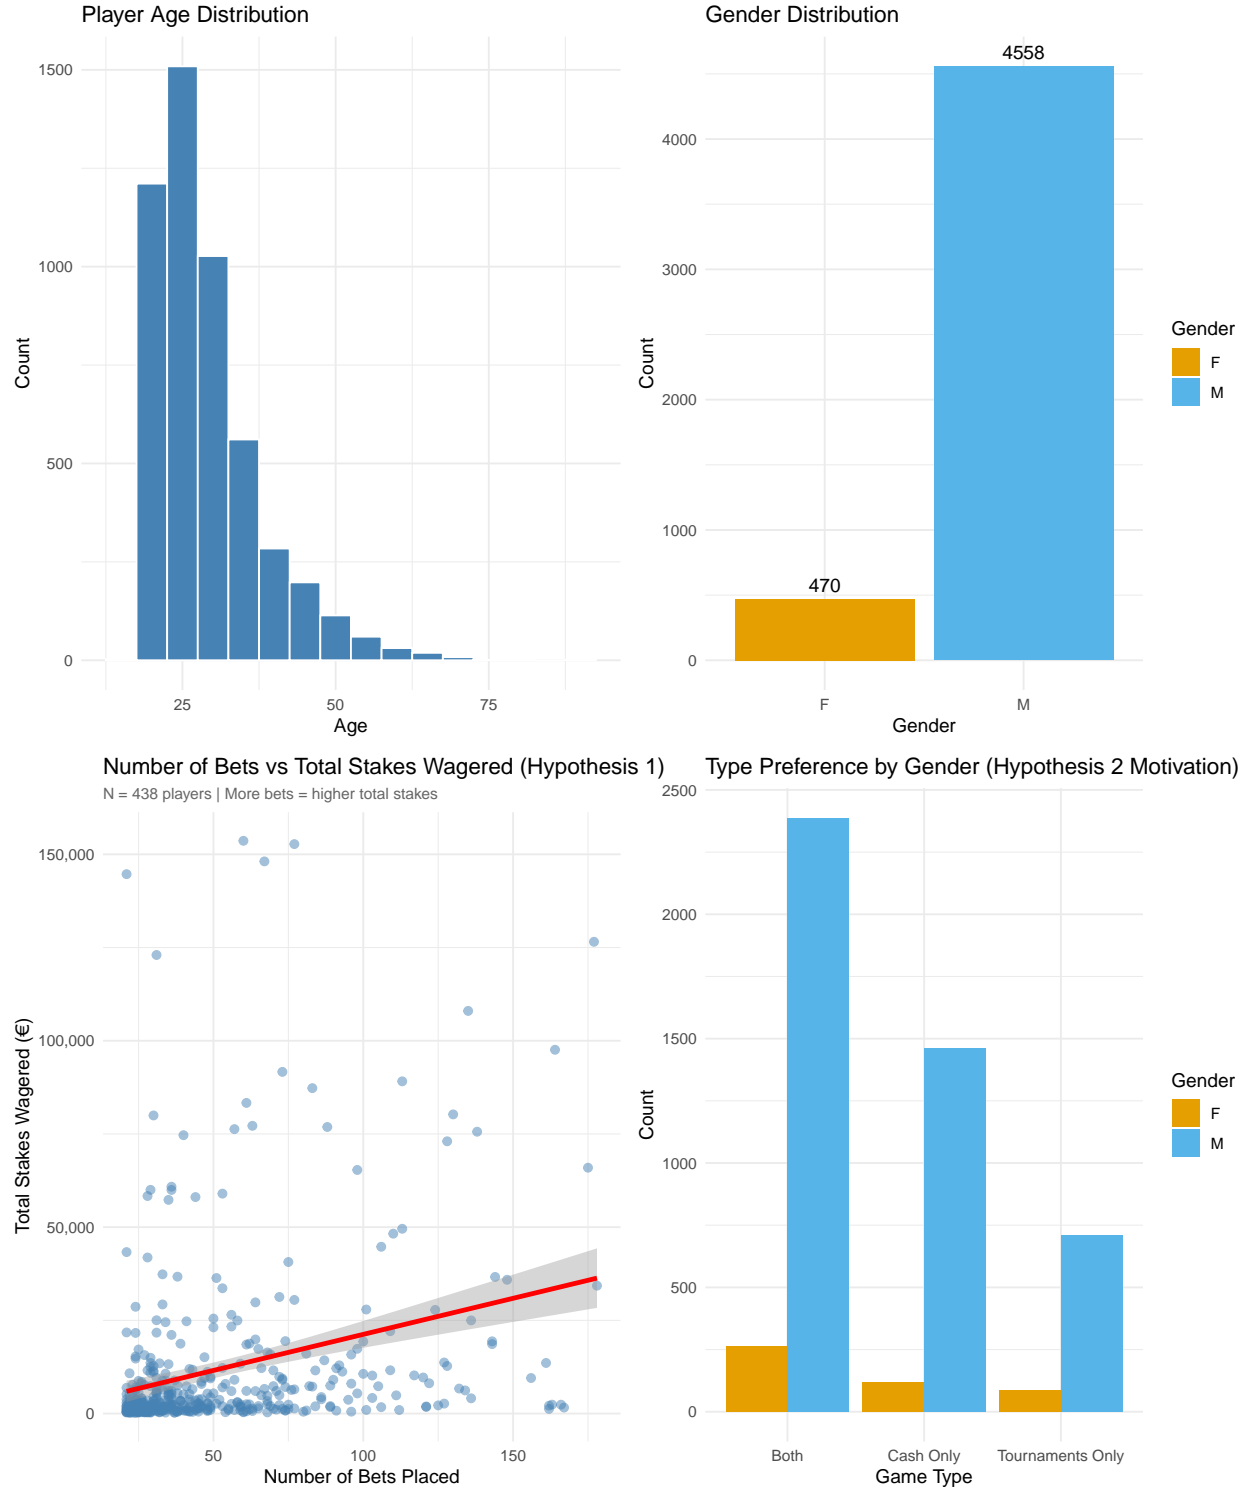 Player Age Distribution
Count
1500
1000
500
0
25
50
75
Age
Gender Distribution
Count
4000
3000
2000
1000
0
470
4558
F
M
Gender
Gender
F
M
Number of Bets vs Total Stakes Wagered (Hypothesis 1)
N = 438 players | More bets = higher total stakes
Total Stakes Wagered (€)
150,000
100,000
50,000
0
50
100
150
Number of Bets Placed
Type Preference by Gender (Hypothesis 2 Motivation)
Count
2500
2000
1500
1000
500
0
Both
Cash Only
Tournaments Only
Game Type
Gender
F
M